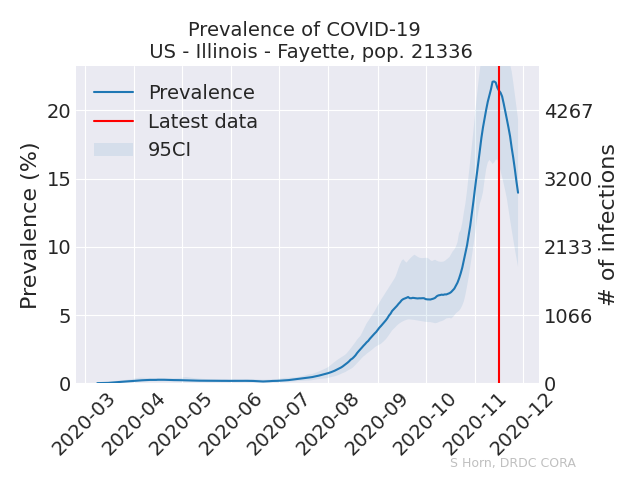 Prevalence of COVID-19
US - Illinois - Fayette, pop. 21336
Prevalence
Latest data
95CI
Prevalence (%)
20
15
10
5
0
4267
3200
2133
1066
0
# of infections
2020-03
2020-04
2020-05
2020-06
2020-07
2020-08
2020-09
2020-10
2020-11
2020-12
S Horn, DRDC CORA